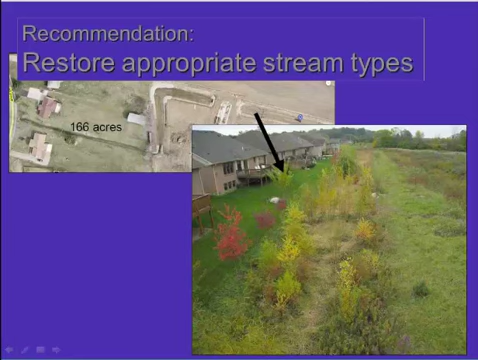 Recommendation:
Restore appropriate stream types
166 acres